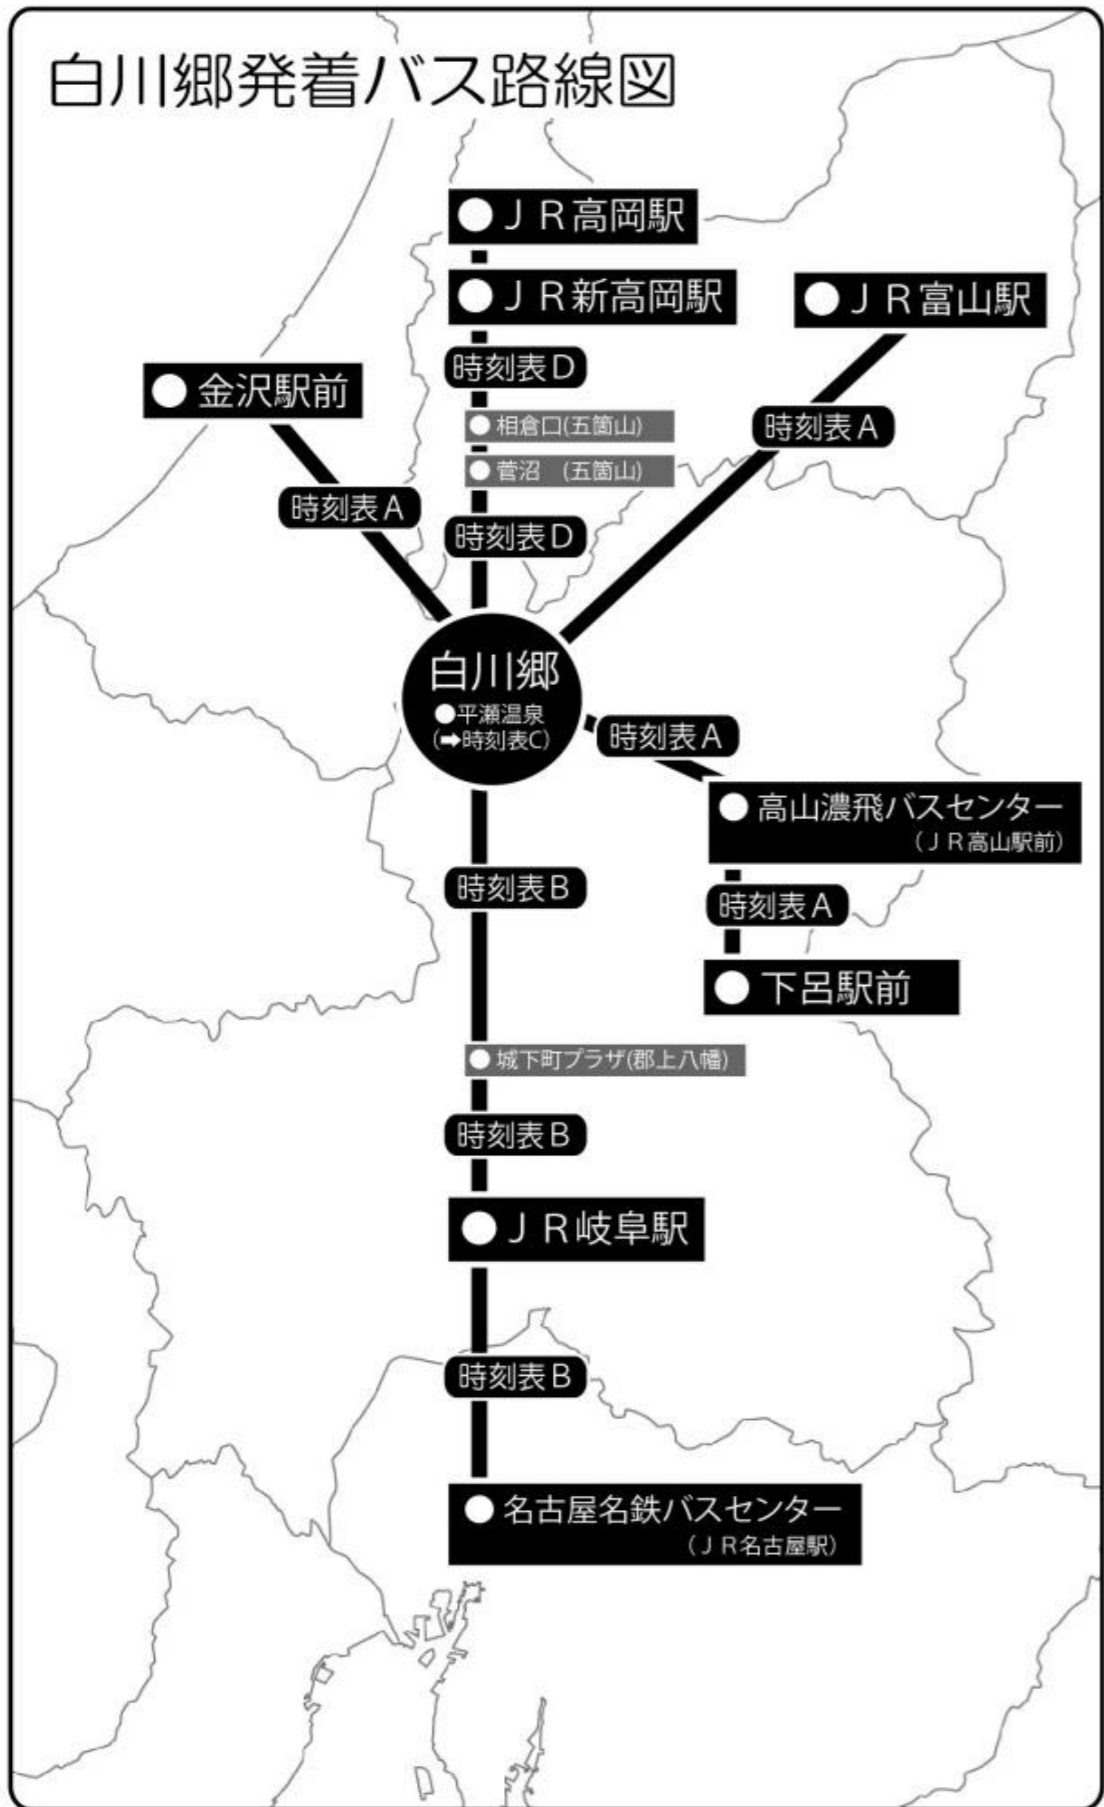 白川郷発着バス路線図
●ＪＲ高岡駅
●ＪＲ新高岡駅
●ＪＲ富山駅
時刻表D
●金沢駅前
●相倉口(五箇山)
時刻表A
●菅沼　(五箇山)
時刻表A
時刻表D
白川郷
●平瀬温泉
(➡時刻表C)
時刻表A
●高山濃飛バスセンター
（ＪＲ高山駅前）
時刻表B
時刻表A
●下呂駅前
●城下町プラザ(郡上八幡)
時刻表B
●ＪＲ岐阜駅
時刻表B
●名古屋名鉄バスセンター
（ＪＲ名古屋駅）